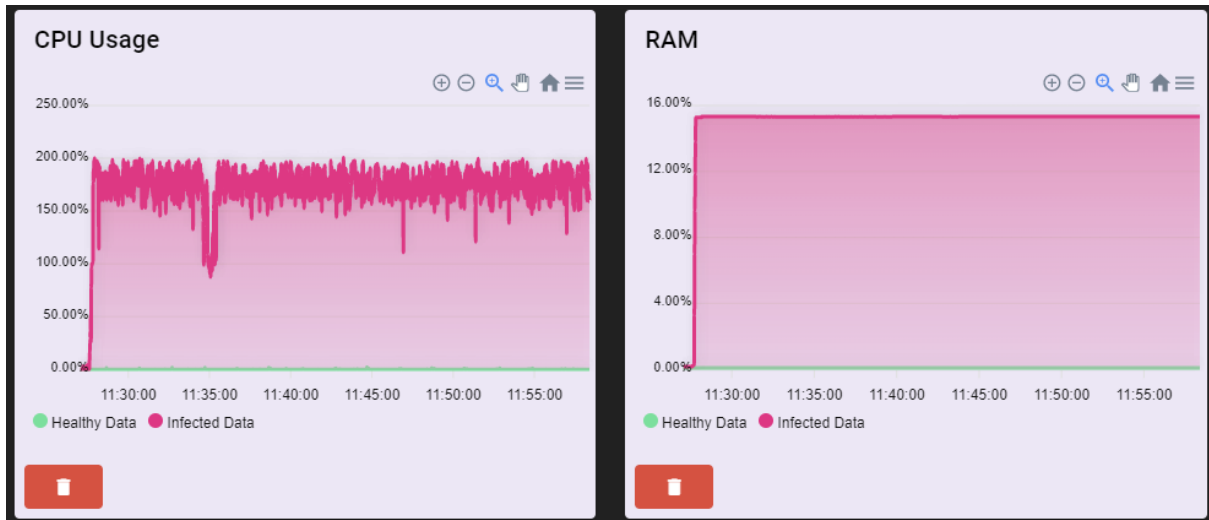 CPU Usage
250.00%
200.00%
150.00%
100.00%
50.00%
0.00%
11:30:00 11:35:00 11:40:00 11:45:00 11:50:00 11:55:00
Healthy Data Infected Data
RAM
16.00%
12.00%
8.00%
4.00%
0.00%
11:30:00 11:35:00 11:40:00 11:45:00 11:50:00 11:55:00
Healthy Data Infected Data